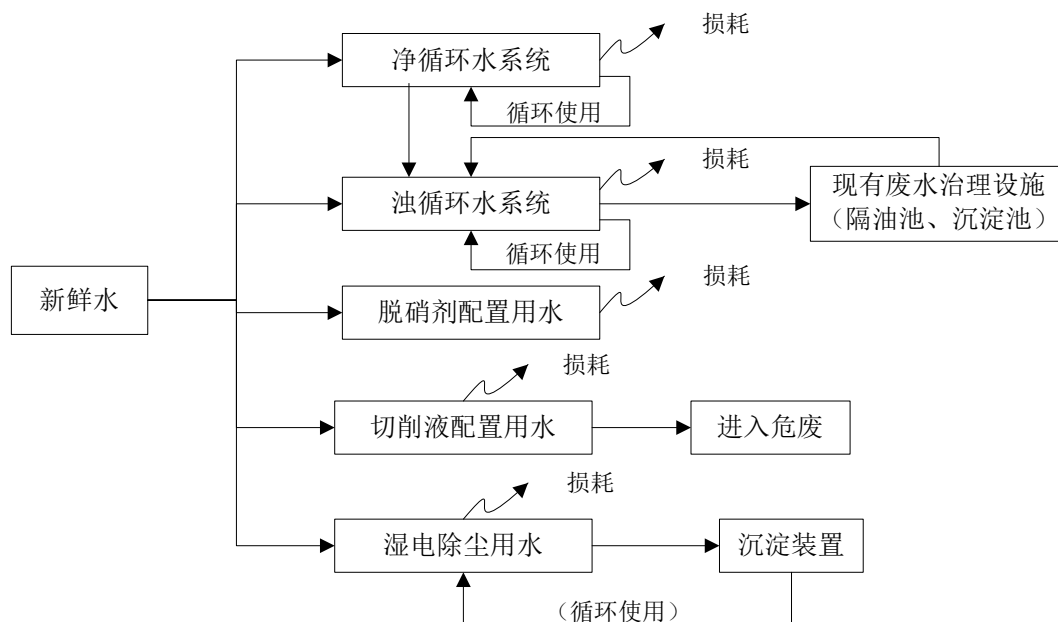 损耗
净循环水系统
循环使用
损耗
现有废水治理设施
（隔油池、沉淀池）
浊循环水系统
循环使用
新鲜水
损耗
脱硝剂配置用水
损耗
切削液配置用水
进入危废
损耗
湿电除尘用水
沉淀装置
（循环使用）